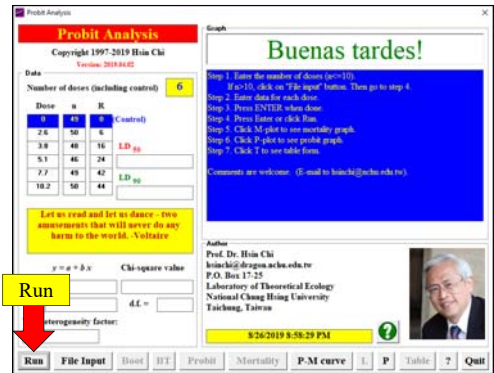 Probit Analysis
Probit Analysis
Copyright 1997-2019 Hsin Chi
Version: 2019.04.02
Data
Number of doses (including control) 6
Dose n R
0 49 0 (Control)
2.6 50 6
3.8 48 16 LD 50
5.1 46 24
7.7 49 42 LD 90
10.2 50 44
Let us read and let us dance - two
amusements that will never do any
harm to the world. -Voltaire
y = a + b x Chi-square value
d.f. =
eterogeneity factor:
Run
Graph
Buenas tardes!
Step 1. Enter the number of doses (n<=10).
If n>10, click on "File input" button. Then go to step 4.
Step 2. Enter data for each dose.
Step 3. Press ENTER when done.
Step 4. Press Enter or click Run.
Step 5. Click M-plot to see mortality graph.
Step 6. Click P-plot to see probit graph.
Step 7. Click T to see table form.
Comments are welcome. (E-mail to hsinchi@nchu.edu.tw).
Author
Prof. Dr. Hsin Chi
hsinchi@dragon.nchu.edu.tw
P.O. Box 17-25
Laboratory of Theoretical Ecology
National Chung Hsing University
Taichung, Taiwan
8/26/2019 8:58:29 PM ?
Run File Input Boot BT Probit Mortality P-M curve L P Table ? Quit